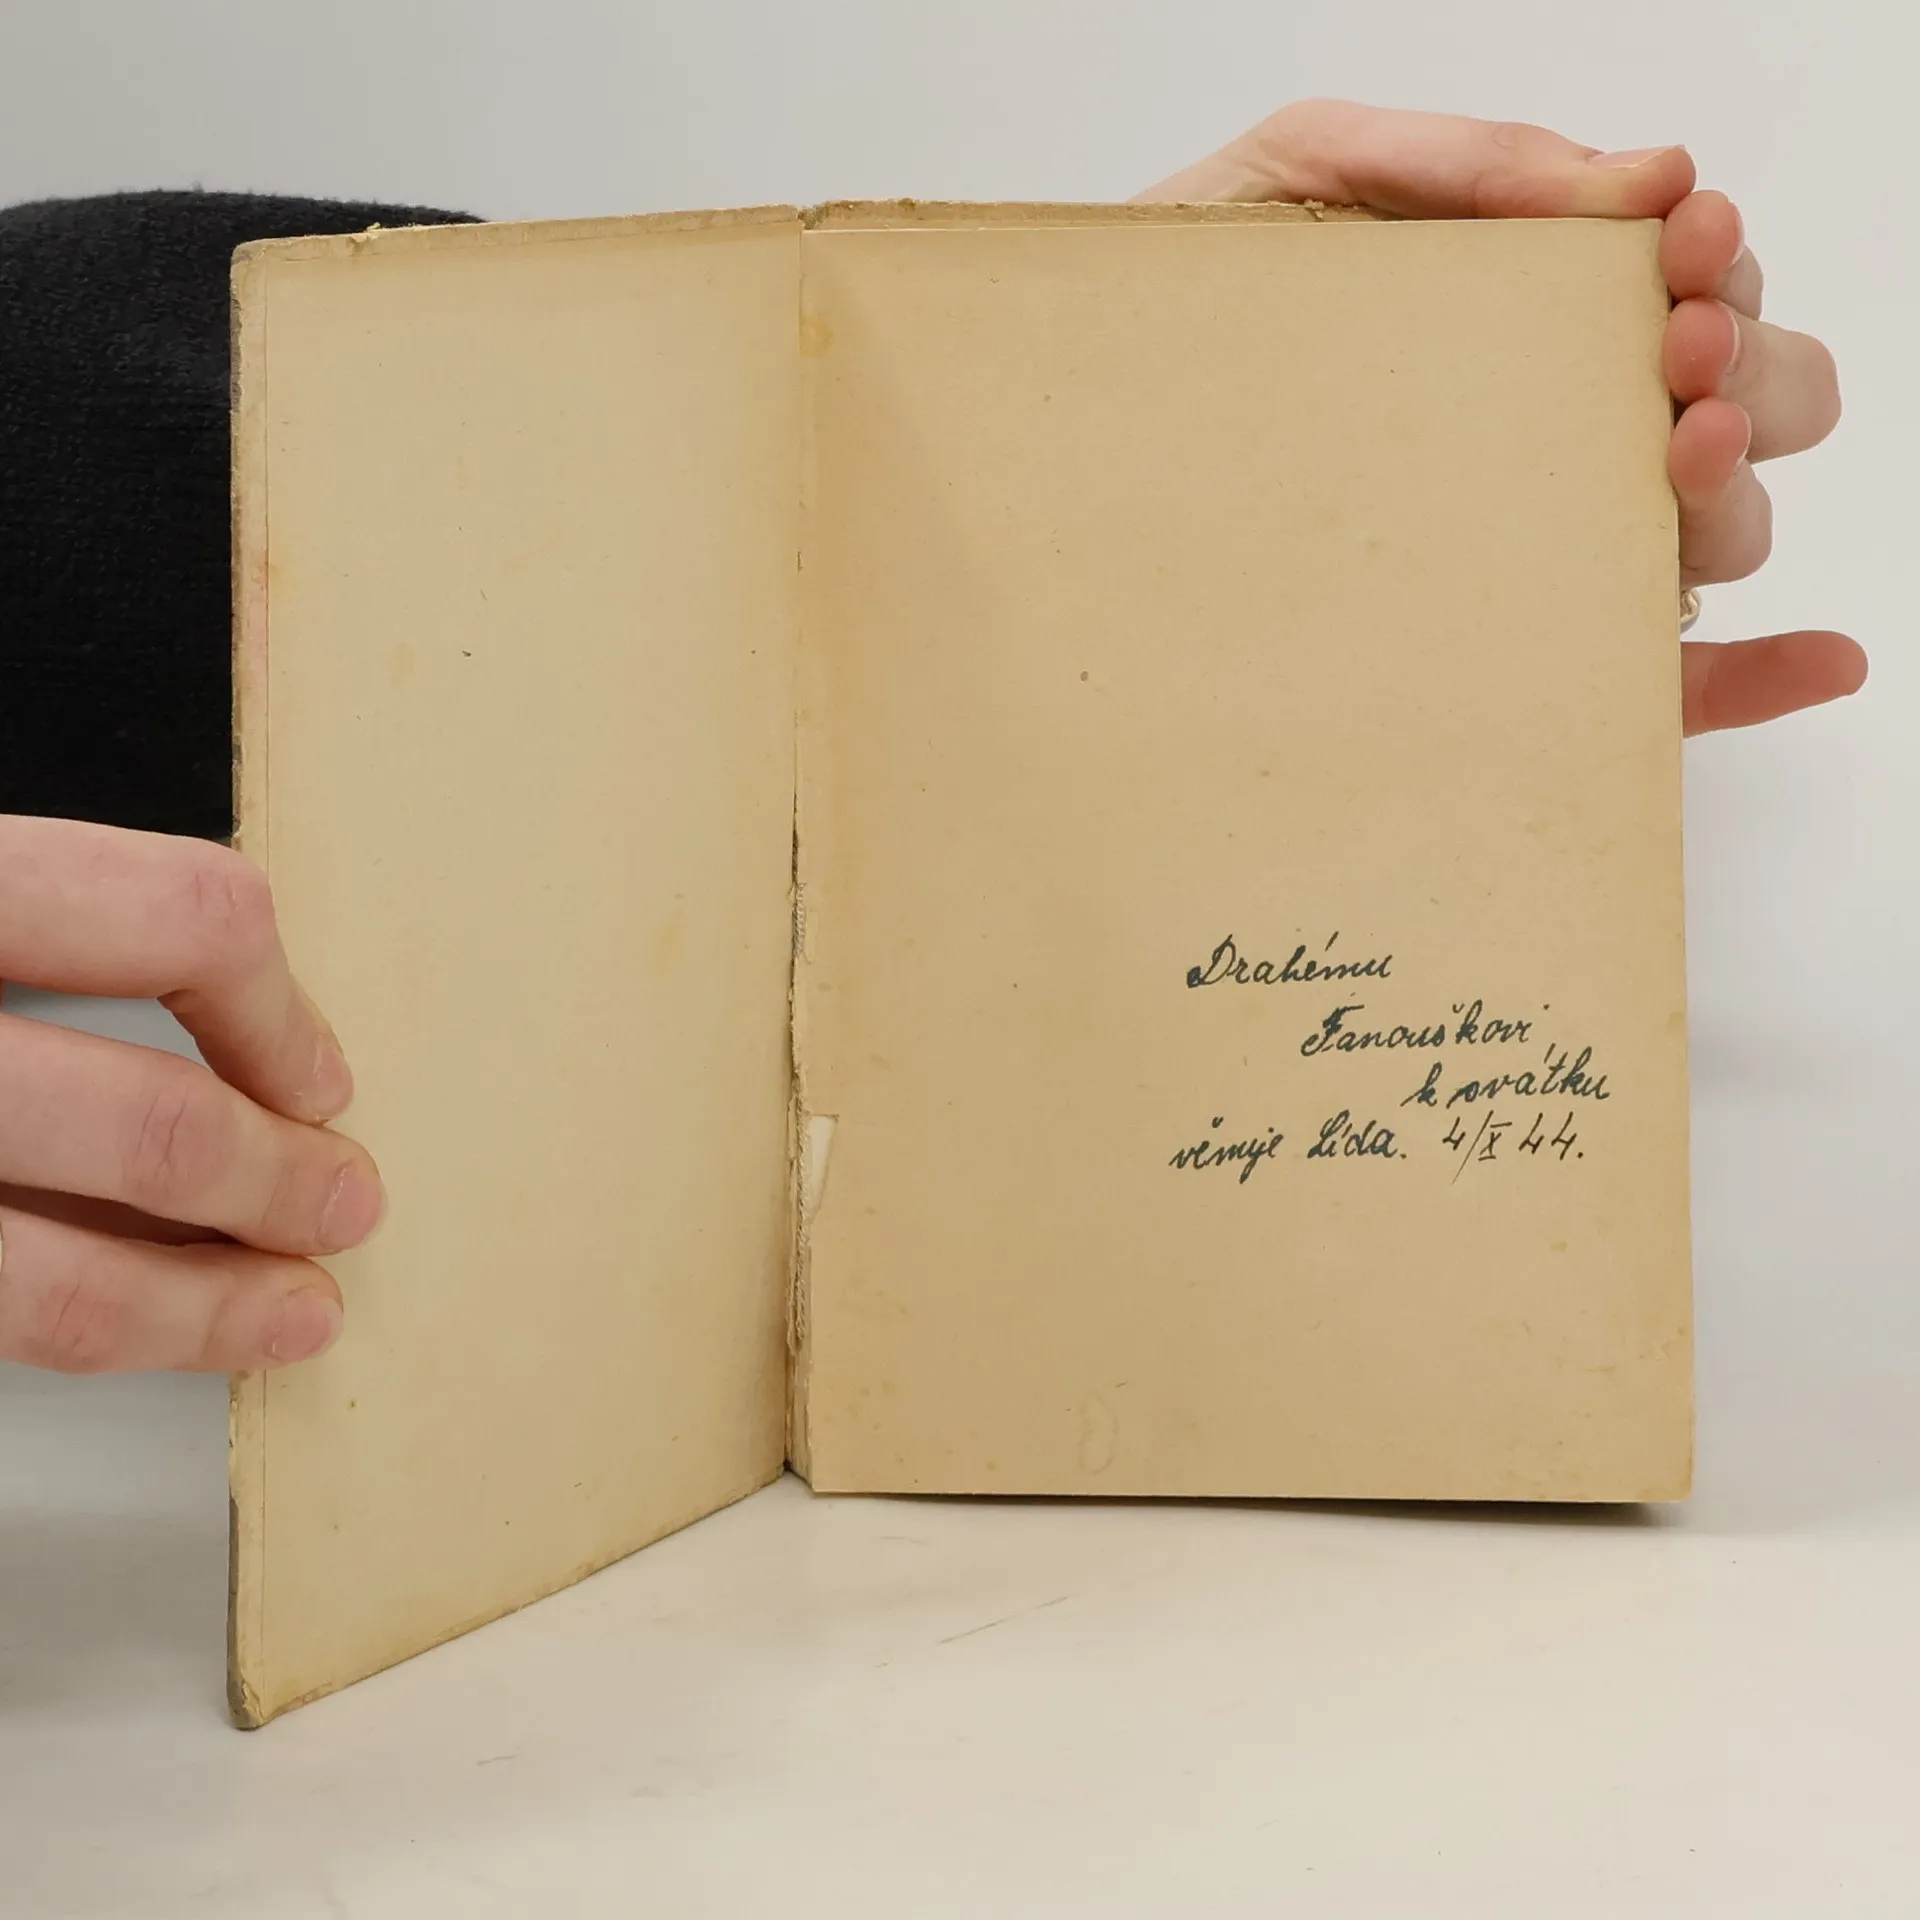 Drahému
Fanouškovi,
k svátku
věnuje Lída. 4/X 44.